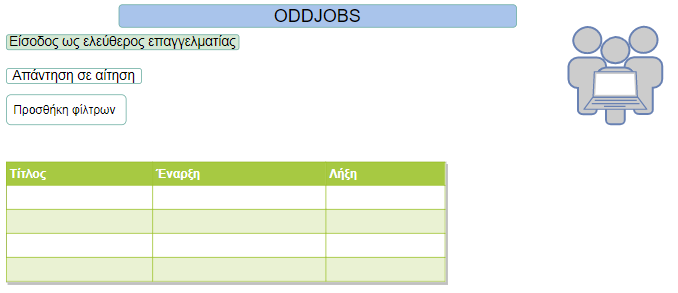 ODDJOBS
Είσοδος ως ελεύθερος επαγγελματίας
Απάντηση σε αίτηση
Προσθήκη φίλτρων
Τίτλος Έναρξη Λήξη